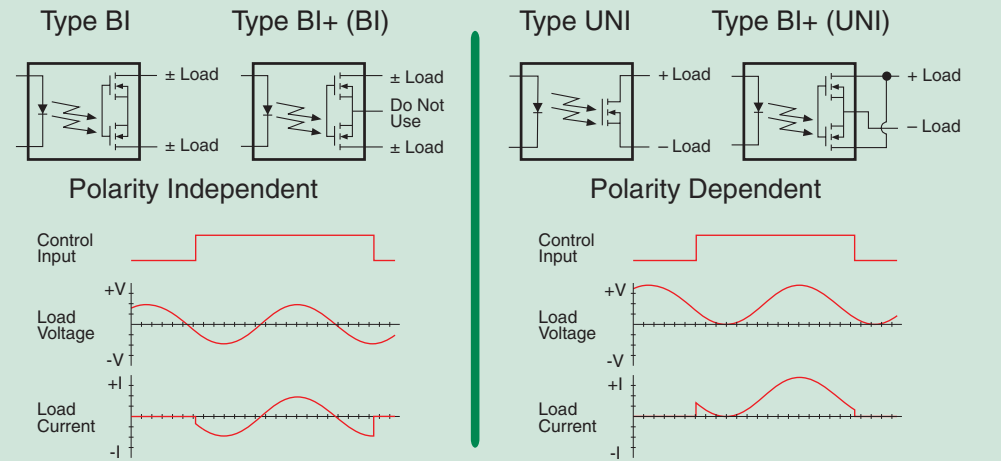 Type BI
Type BI+ (BI)
± Load
± Load
± Load
Do Not
Use
± Load
Polarity Independent
Control
Input
+V
Load
Voltage
-V
+I
Load
Current
-I
Type UNI
Type BI+ (UNI)
+ Load
– Load
+ Load
– Load
Polarity Dependent
Control
Input
+V
Load
Voltage
-V
+I
Load
Current
-I